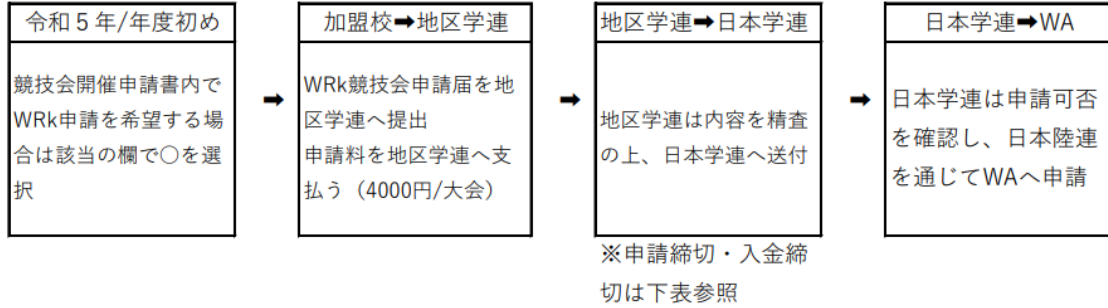 令和５年/年度初め
競技会開催申請書内で
WRk申請を希望する場
合は該当の欄で○を選
択
➡
加盟校➡地区学連
WRk競技会申請届を地
区学連へ提出
申請料を地区学連へ支
払う（4000円/大会）
➡
地区学連➡日本学連
地区学連は内容を精査
の上、日本学連へ送付
※申請締切・入金締
切は下表参照
➡
日本学連➡WA
日本学連は申請可否
を確認し、日本陸連
を通じてWAへ申請